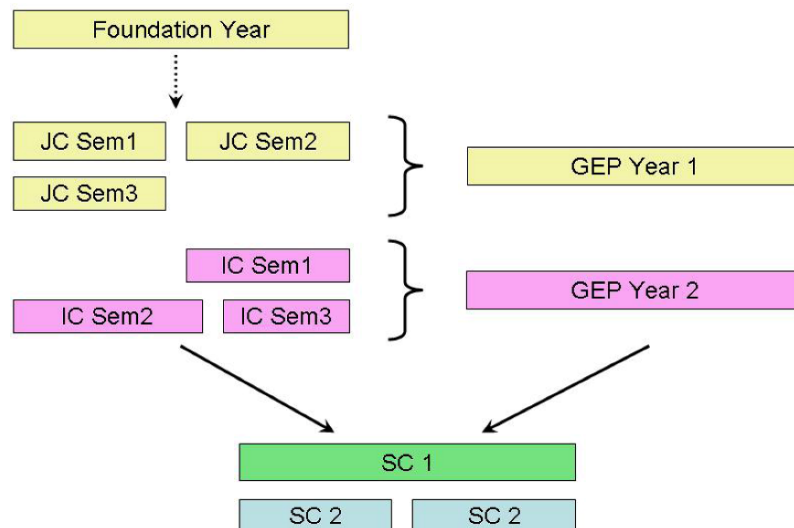 Foundation Year
JC Sem1
JC Sem2
JC Sem3
GEP Year 1
IC Sem1
IC Sem2
IC Sem3
GEP Year 2
SC 1
SC 2
SC 2